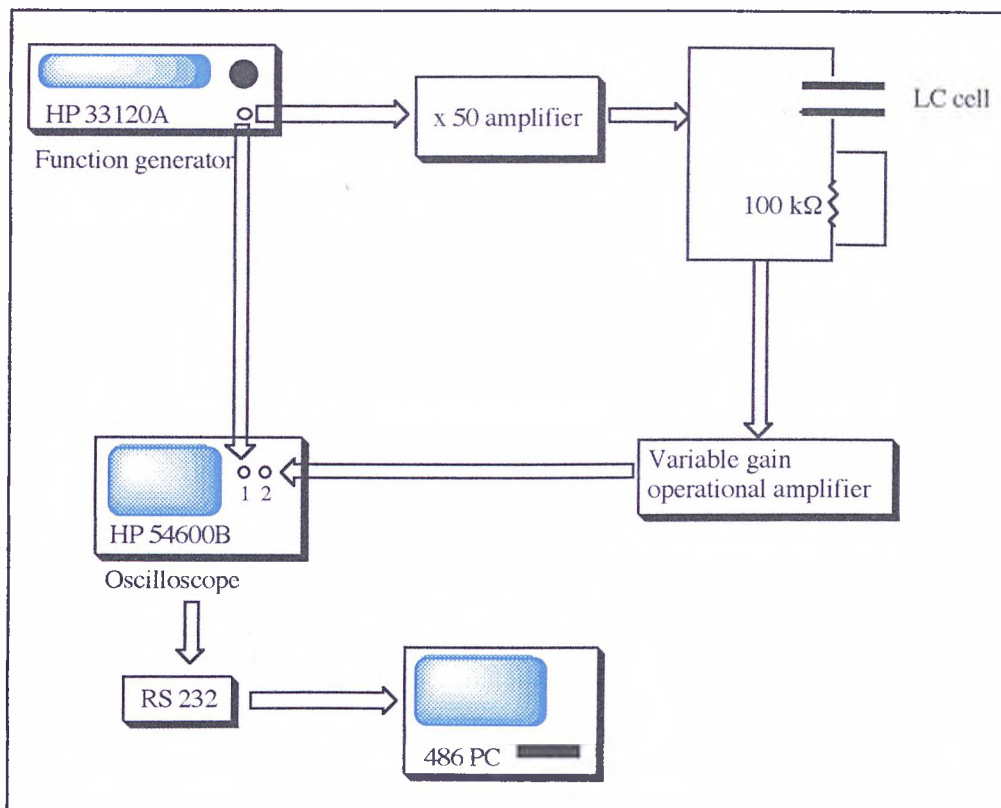 HP 33120A
Function generator
x 50 amplifier
LC cell
100 kΩ
Variable gain
operational amplifier
1 2
HP 54600B
Oscilloscope
RS 232
486 PC